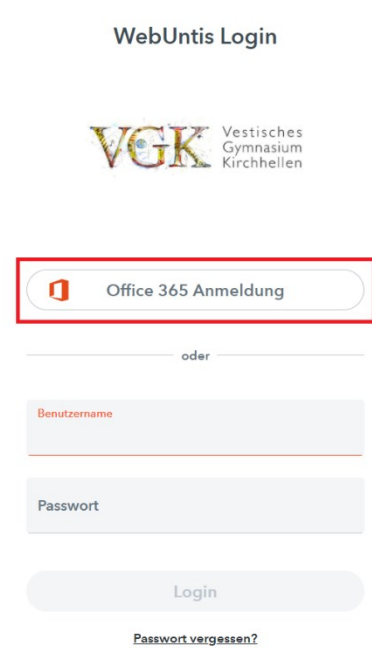 WebUntis Login
VGK
Vestisches
Gymnasium
Kirchhellen
Office 365 Anmeldung
oder
Benutzername
Passwort
Login
Passwort vergessen?